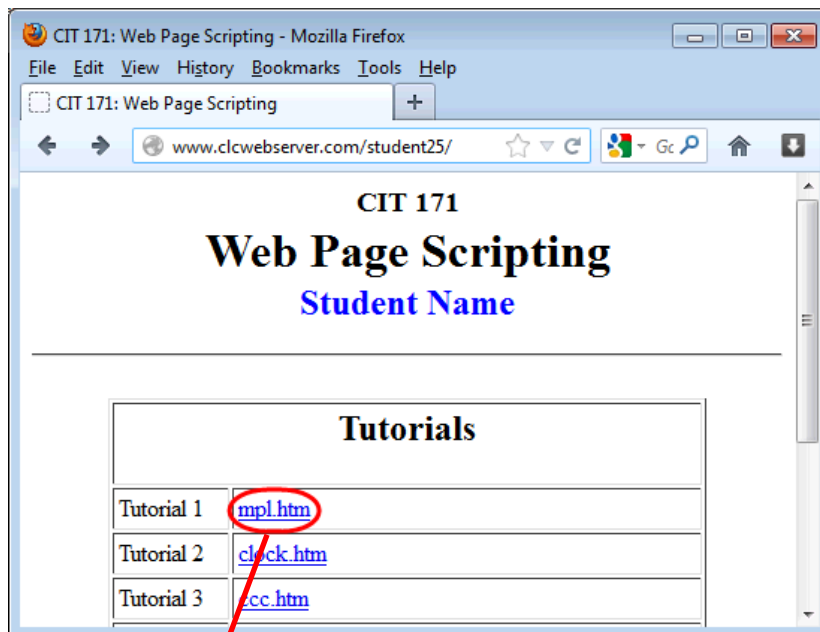 CIT 171: Web Page Scripting - Mozilla Firefox
File Edit View History Bookmarks Tools Help
CIT 171: Web Page Scripting +
www.clcwebserver.com/student25/
CIT 171
Web Page Scripting
Student Name
Tutorials
Tutorial 1 mpl.htm
Tutorial 2 clock.htm
Tutorial 3 ccc.htm